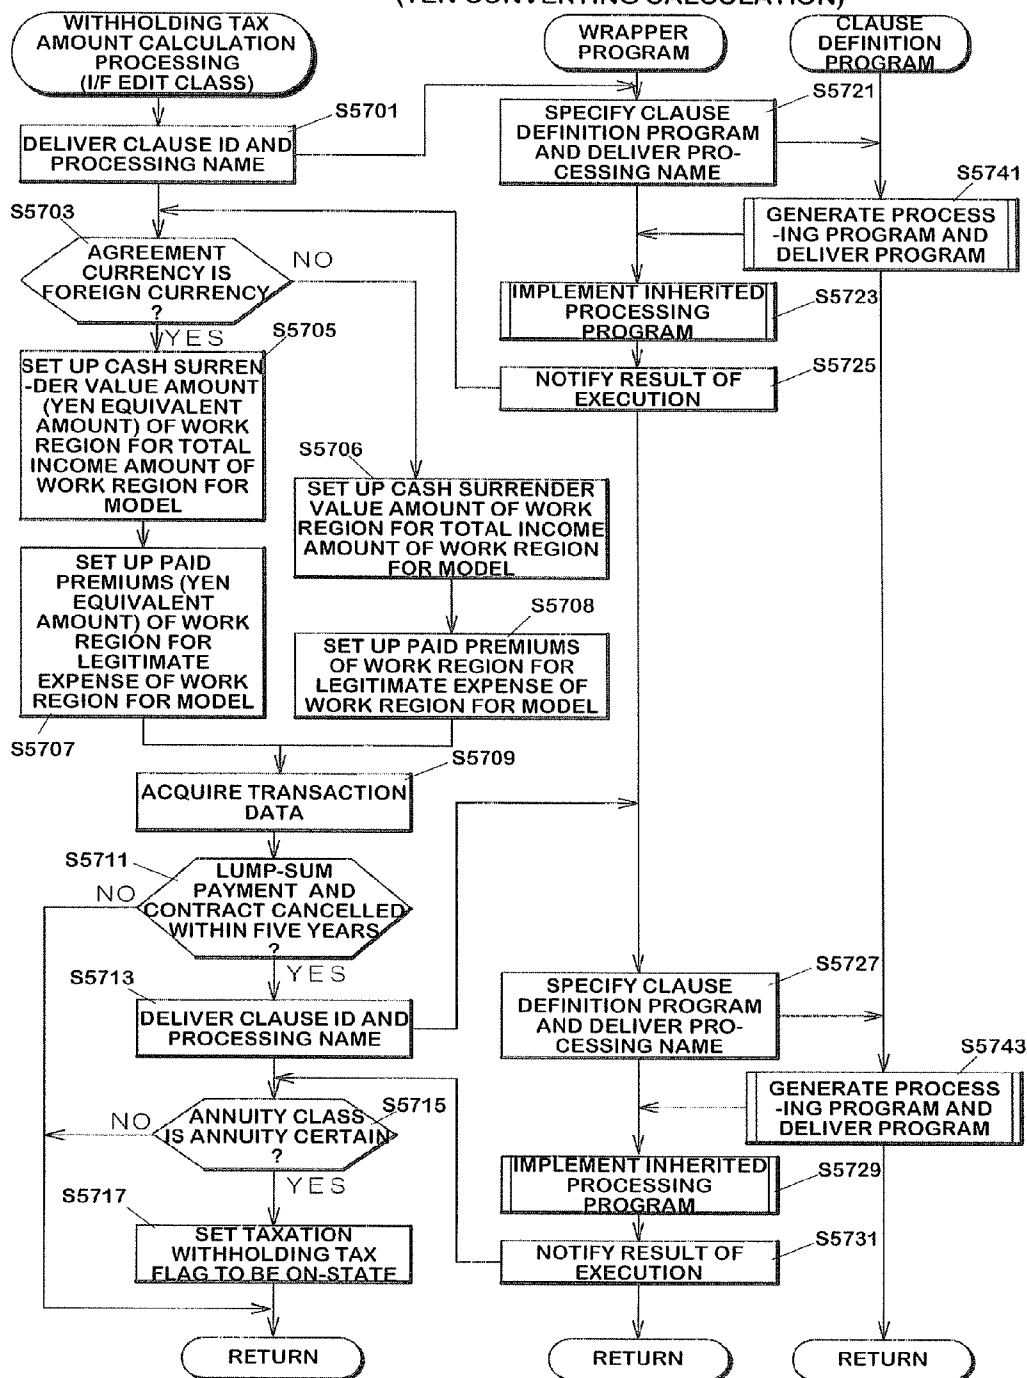 (YEN CONVERTING CALCULATION)
WITHHOLDING TAX
AMOUNT CALCULATION
PROCESSING
(I/F EDIT CLASS)
WRAPPER
PROGRAM
CLAUSE
DEFINITION
PROGRAM
S5701
DELIVER CLAUSE ID AND
PROCESSING NAME
S5721
SPECIFY CLAUSE
DEFINITION PROGRAM
AND DELIVER PRO-
CESSING NAME
S5741
GENERATE PROCESS
-ING PROGRAM AND
DELIVER PROGRAM
S5703
AGREEMENT
CURRENCY IS
FOREIGN CURRENCY
?
NO
YES
S5723
IMPLEMENT INHERITED
PROCESSING
PROGRAM
S5725
NOTIFY RESULT OF
EXECUTION
S5705
SET UP CASH SURREN
-DER VALUE AMOUNT
(YEN EQUIVALENT
AMOUNT) OF WORK
REGION FOR TOTAL
INCOME AMOUNT OF
WORK REGION FOR
MODEL
S5706
SET UP CASH SURRENDER
VALUE AMOUNT OF WORK
REGION FOR TOTAL INCOME
AMOUNT OF WORK REGION
FOR MODEL
SET UP PAID
PREMIUMS (YEN
EQUIVALENT
AMOUNT) OF WORK
REGION FOR
LEGITIMATE
EXPENSE OF WORK
REGION FOR MODEL
S5707
S5708
SET UP PAID PREMIUMS
OF WORK REGION FOR
LEGITIMATE EXPENSE OF
WORK REGION FOR MODEL
S5709
ACQUIRE TRANSACTION
DATA
S5711
LUMP-SUM
PAYMENT AND
CONTRACT CANCELLED
WITHIN FIVE YEARS
?
NO
YES
S5713
DELIVER CLAUSE ID AND
PROCESSING NAME
S5727
SPECIFY CLAUSE
DEFINITION PROGRAM
AND DELIVER PRO-
CESSING NAME
S5743
GENERATE PROCESS
-ING PROGRAM AND
DELIVER PROGRAM
S5715
ANNUITY CLASS
IS ANNUITY CERTAIN
?
NO
YES
S5729
IMPLEMENT INHERITED
PROCESSING
PROGRAM
S5717
SET TAXATION
WITHHOLDING TAX
FLAG TO BE ON-STATE
S5731
NOTIFY RESULT OF
EXECUTION
RETURN
RETURN
RETURN